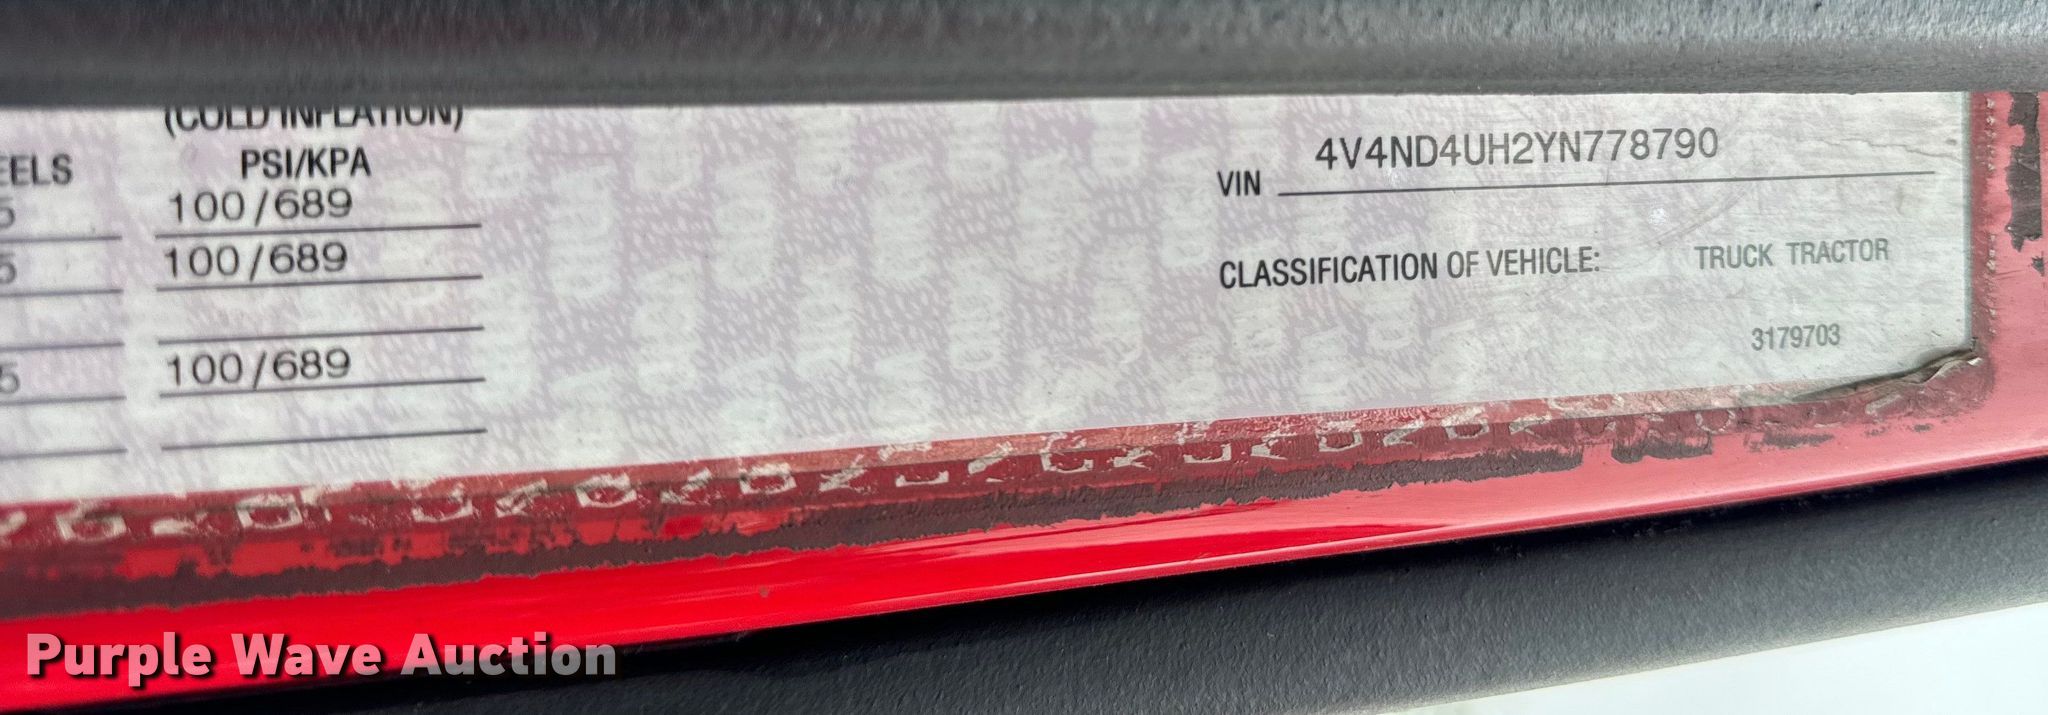 (COLD INFLATION)
EELS PSI/KPA
5 100/689
5 100/689
5 100/689
VIN 4V4ND4UH2YN778790
CLASSIFICATION OF VEHICLE: TRUCK TRACTOR
3179703
Purple Wave Auction